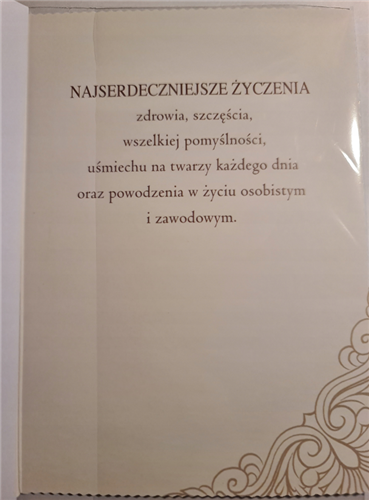 NAJSERDECZNIEJSZE ŻYCZENIA
zdrowia, szczęścia,
wszelkiej pomyślności,
uśmiechu na twarzy każdego dnia
oraz powodzenia w życiu osobistym
i zawodowym.